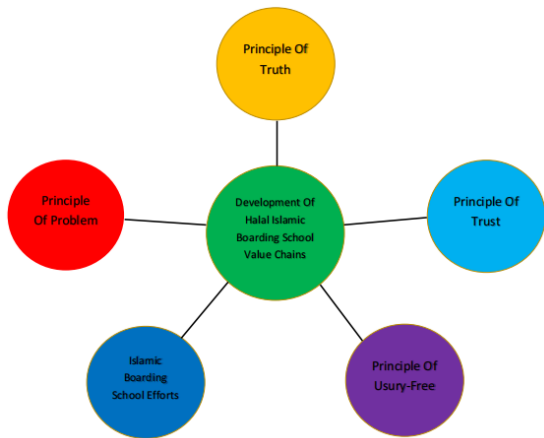 Principle Of
Truth
Principle
Of Problem
Development Of
Halal Islamic
Boarding School
Value Chains
Principle Of
Trust
Islamic
Boarding
School Efforts
Principle Of
Usury-Free